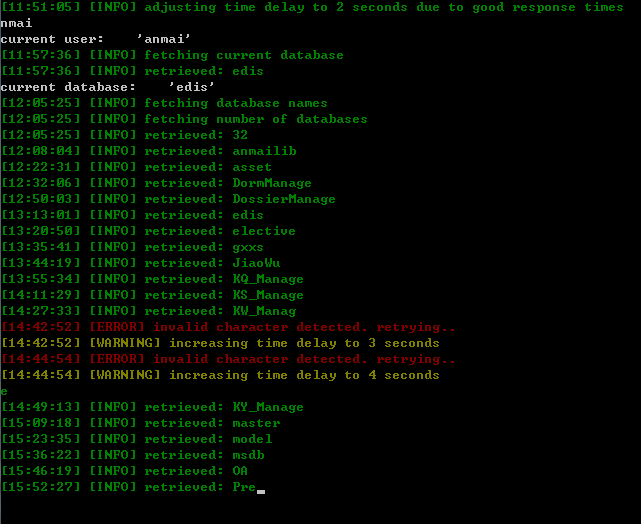 [11:51:05] [INFO] adjusting time delay to 2 seconds due to good response times
nmai
current user:    'anmai'
[11:57:36] [INFO] fetching current database
[11:57:36] [INFO] retrieved: edis
current database:    'edis'
[12:05:25] [INFO] fetching database names
[12:05:25] [INFO] fetching number of databases
[12:05:25] [INFO] retrieved: 32
[12:08:04] [INFO] retrieved: anmailib
[12:22:31] [INFO] retrieved: asset
[12:32:06] [INFO] retrieved: DormManage
[12:50:03] [INFO] retrieved: DossierManage
[13:13:01] [INFO] retrieved: edis
[13:20:50] [INFO] retrieved: elective
[13:35:41] [INFO] retrieved: gxxs
[13:44:19] [INFO] retrieved: JiaoWu
[13:55:34] [INFO] retrieved: KQ_Manage
[14:11:29] [INFO] retrieved: KS_Manage
[14:27:33] [INFO] retrieved: KW_Manag
[14:42:52] [ERROR] invalid character detected. retrying..
[14:42:52] [WARNING] increasing time delay to 3 seconds
[14:44:54] [ERROR] invalid character detected. retrying..
[14:44:54] [WARNING] increasing time delay to 4 seconds
e
[14:49:13] [INFO] retrieved: KY_Manage
[15:09:18] [INFO] retrieved: master
[15:23:35] [INFO] retrieved: model
[15:36:22] [INFO] retrieved: msdb
[15:46:19] [INFO] retrieved: OA
[15:52:27] [INFO] retrieved: Pre